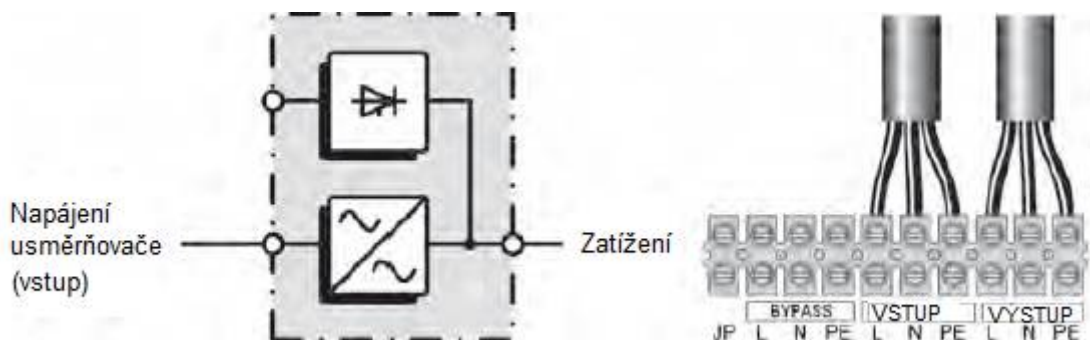 Napájení
usměrňovače
(vstup)
Zatížení
BYPASS VSTUP VÝSTUP
JP L N PE L N PE L N PE